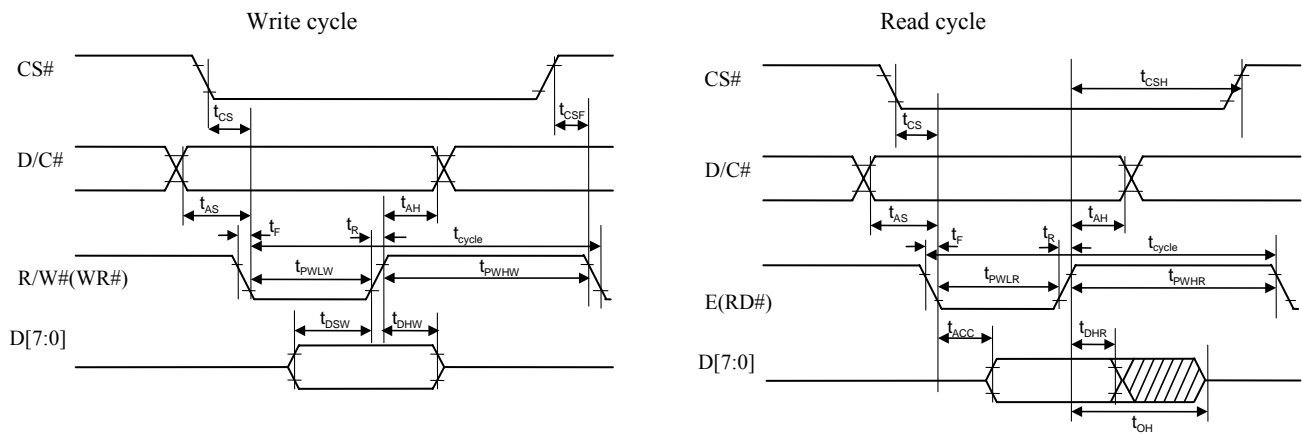 Write cycle
CS#
tCS
tCSF
D/C#
tAS
tAH
tF
tR
tcycle
R/W#(WR#)
tPWLW
tPWHW
tDSW
tDHW
D[7:0]
Read cycle
CS#
tCSH
tCS
D/C#
tAS
tAH
tF
tR
tcycle
E(RD#)
tPWLR
tPWHR
tACC
tDHR
D[7:0]
tOH